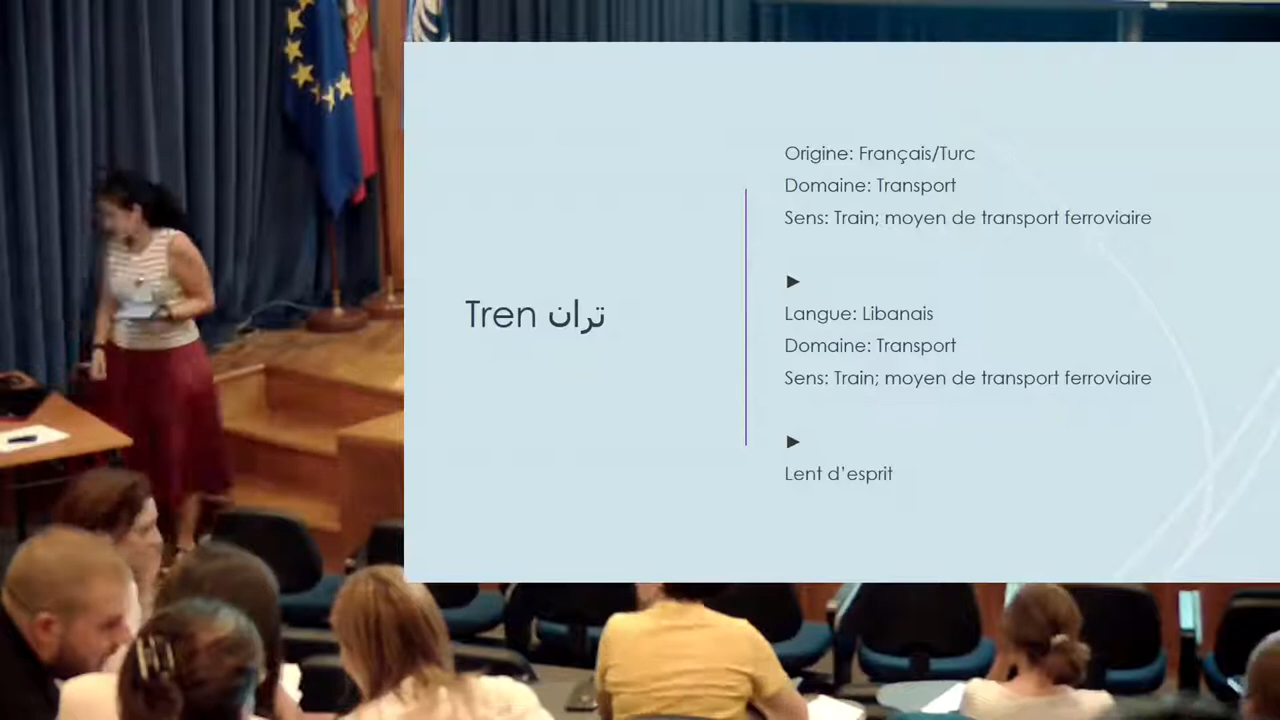 Tren تران
Origine: Français/Turc
Domaine: Transport
Sens: Train; moyen de transport ferroviaire
►
Langue: Libanais
Domaine: Transport
Sens: Train; moyen de transport ferroviaire
►
Lent d’esprit